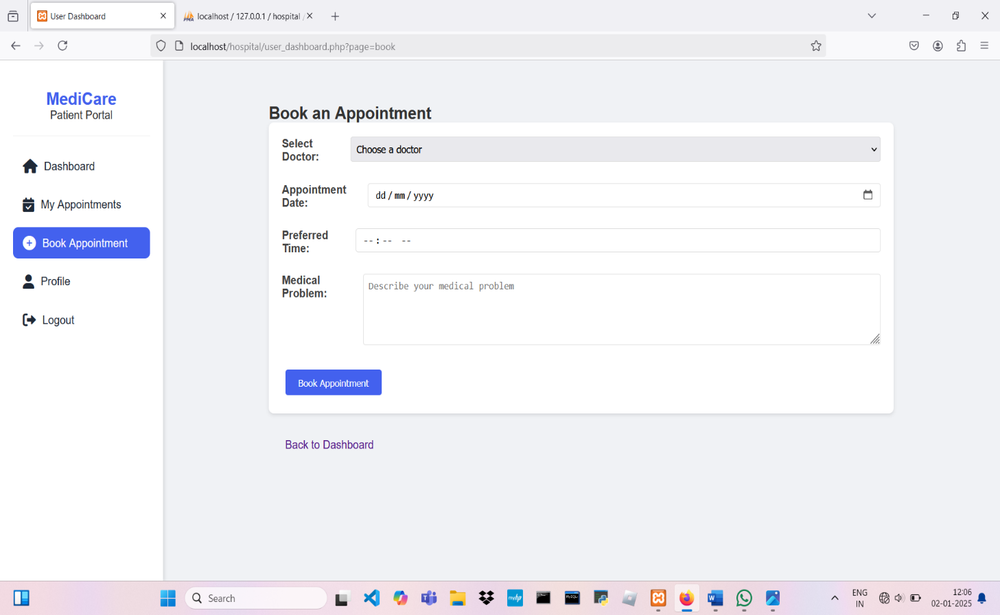 User Dashboard
localhost / 127.0.0.1 / hospital /
localhost/hospital/user_dashboard.php?page=book
MediCare
Patient Portal
Dashboard
My Appointments
Book Appointment
Profile
Logout
Book an Appointment
Select
Doctor:
Choose a doctor
Appointment
Date:
dd / mm / yyyy
Preferred
Time:
-- : -- --
Medical
Problem:
Describe your medical problem
Book Appointment
Back to Dashboard
Search
myhp
MySQL
ENG
IN
12:06
02-01-2025